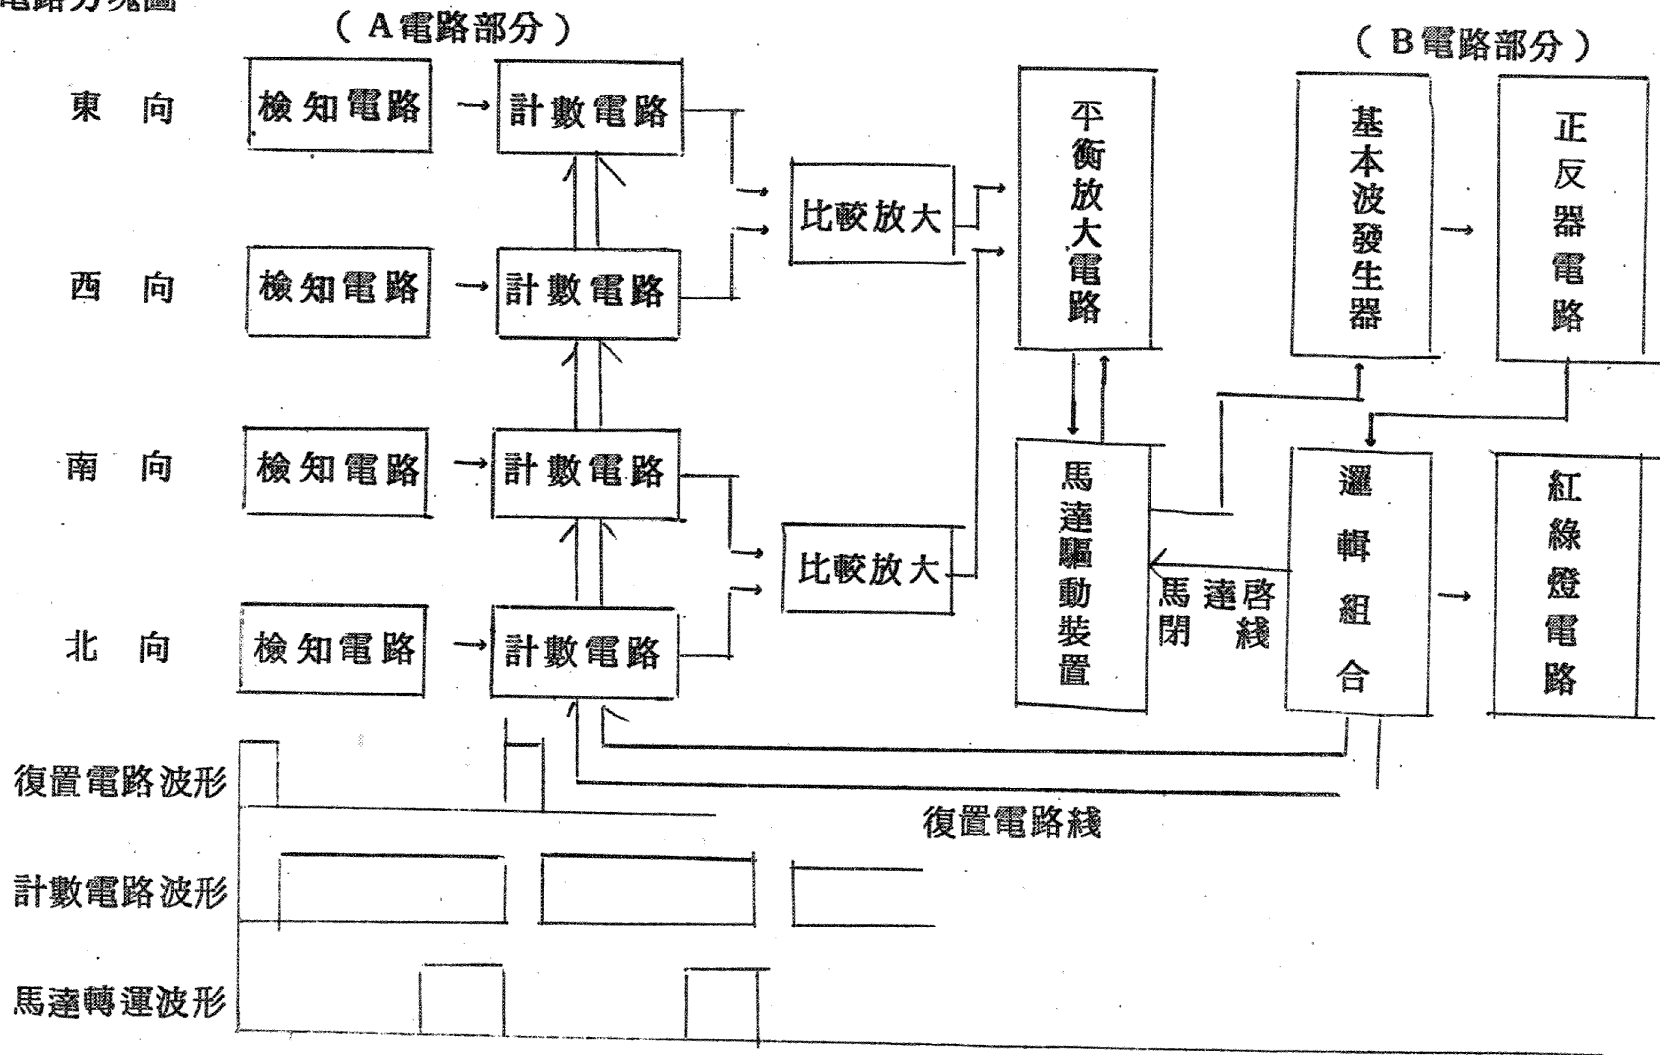 電路方塊圖
（A電路部分）
（B電路部分）
東向
檢知電路
計數電路
西向
檢知電路
計數電路
比較放大
南向
檢知電路
計數電路
北向
檢知電路
計數電路
比較放大
平衡放大電路
馬達驅動裝置
基本波發生器
正反器電路
邏輯組合
紅綠燈電路
馬達啓
閉綫
復置電路綫
復置電路波形
計數電路波形
馬達轉運波形